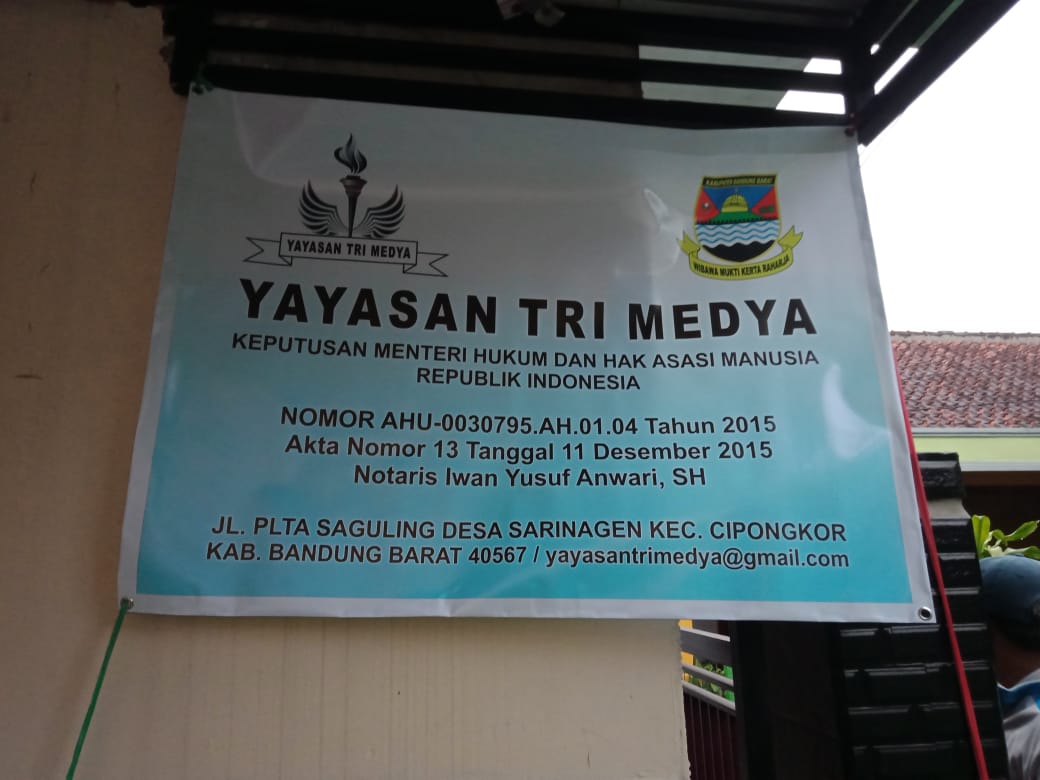 YAYASAN TRI MEDYA
KABUPATEN BANDUNG BARAT
WIBAWA MUKTI KERTA RAHARJA
YAYASAN TRI MEDYA
KEPUTUSAN MENTERI HUKUM DAN HAK ASASI MANUSIA
REPUBLIK INDONESIA
NOMOR AHU-0030795.AH.01.04 Tahun 2015
Akta Nomor 13 Tanggal 11 Desember 2015
Notaris Iwan Yusuf Anwari, SH
JL. PLTA SAGULING DESA SARINAGEN KEC. CIPONGKOR
KAB. BANDUNG BARAT 40567 / yayasantrimedya@gmail.com